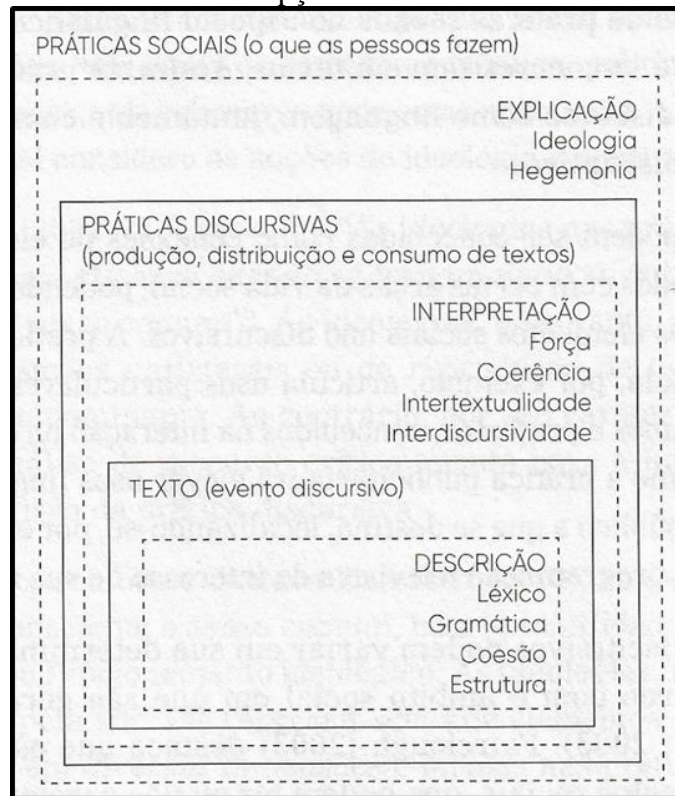 PRÁTICAS SOCIAIS (o que as pessoas fazem)
EXPLICAÇÃO
Ideologia
Hegemonia
PRÁTICAS DISCURSIVAS
(produção, distribuição e consumo de textos)
INTERPRETAÇÃO
Força
Coerência
Intertextualidade
Interdiscursividade
TEXTO (evento discursivo)
DESCRIÇÃO
Léxico
Gramática
Coesão
Estrutura